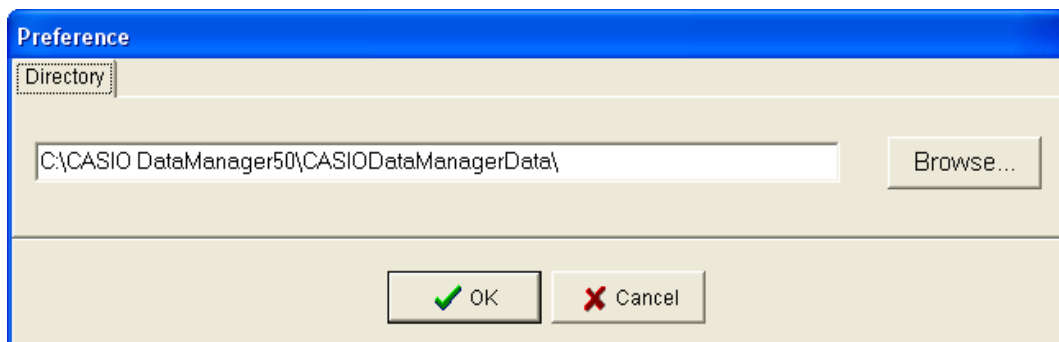 Preference
Directory
C:\CASIO DataManager50\CASIODataManagerData\
Browse...
OK
Cancel